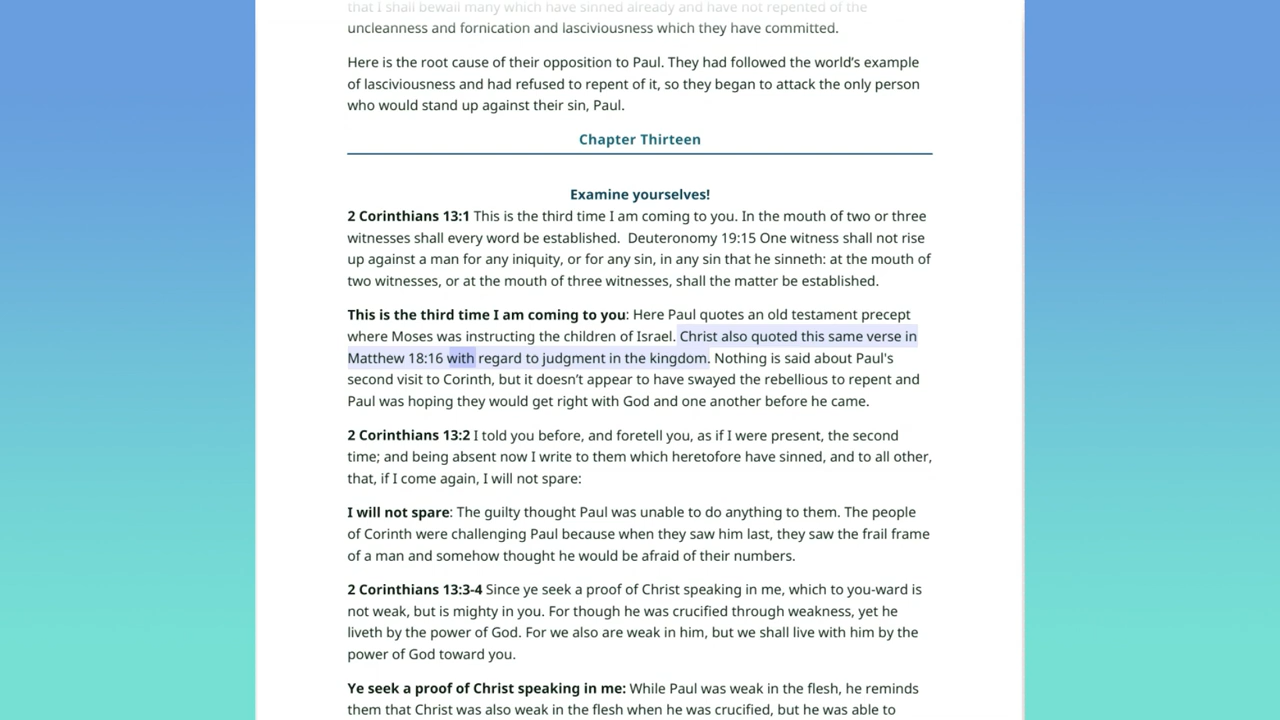 that I shall bewail many which have sinned already and have not repented of the
uncleanness and fornication and lasciviousness which they have committed.
Here is the root cause of their opposition to Paul. They had followed the world’s example
of lasciviousness and had refused to repent of it, so they began to attack the only person
who would stand up against their sin, Paul.
Chapter Thirteen
Examine yourselves!
2 Corinthians 13:1 This is the third time I am coming to you. In the mouth of two or three
witnesses shall every word be established.  Deuteronomy 19:15 One witness shall not rise
up against a man for any iniquity, or for any sin, in any sin that he sinneth: at the mouth of
two witnesses, or at the mouth of three witnesses, shall the matter be established.
This is the third time I am coming to you: Here Paul quotes an old testament precept
where Moses was instructing the children of Israel. Christ also quoted this same verse in
Matthew 18:16 with regard to judgment in the kingdom. Nothing is said about Paul's
second visit to Corinth, but it doesn’t appear to have swayed the rebellious to repent and
Paul was hoping they would get right with God and one another before he came.
2 Corinthians 13:2 I told you before, and foretell you, as if I were present, the second
time; and being absent now I write to them which heretofore have sinned, and to all other,
that, if I come again, I will not spare:
I will not spare: The guilty thought Paul was unable to do anything to them. The people
of Corinth were challenging Paul because when they saw him last, they saw the frail frame
of a man and somehow thought he would be afraid of their numbers.
2 Corinthians 13:3-4 Since ye seek a proof of Christ speaking in me, which to you-ward is
not weak, but is mighty in you. For though he was crucified through weakness, yet he
liveth by the power of God. For we also are weak in him, but we shall live with him by the
power of God toward you.
Ye seek a proof of Christ speaking in me: While Paul was weak in the flesh, he reminds
them that Christ was also weak in the flesh when he was crucified, but he was able to